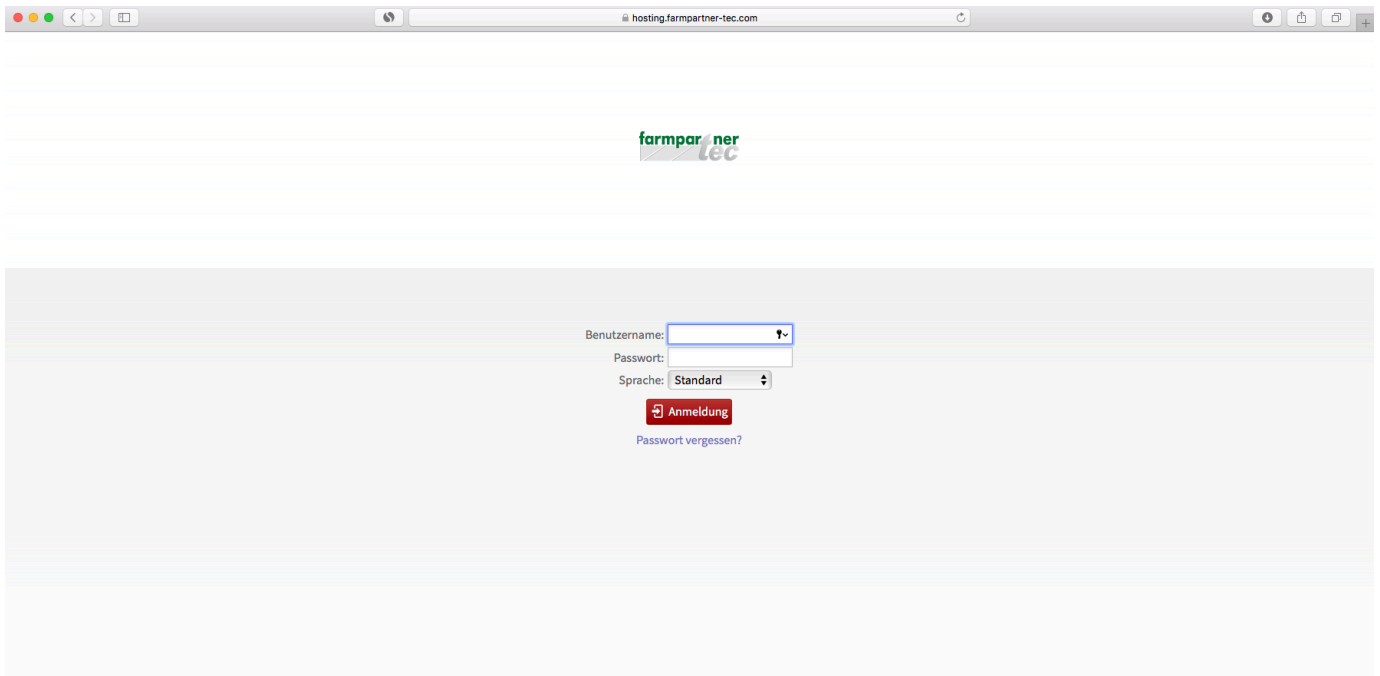 hosting.farmpartner-tec.com
farmpartner
tec
Benutzername:
Passwort:
Sprache: Standard
Anmeldung
Passwort vergessen?